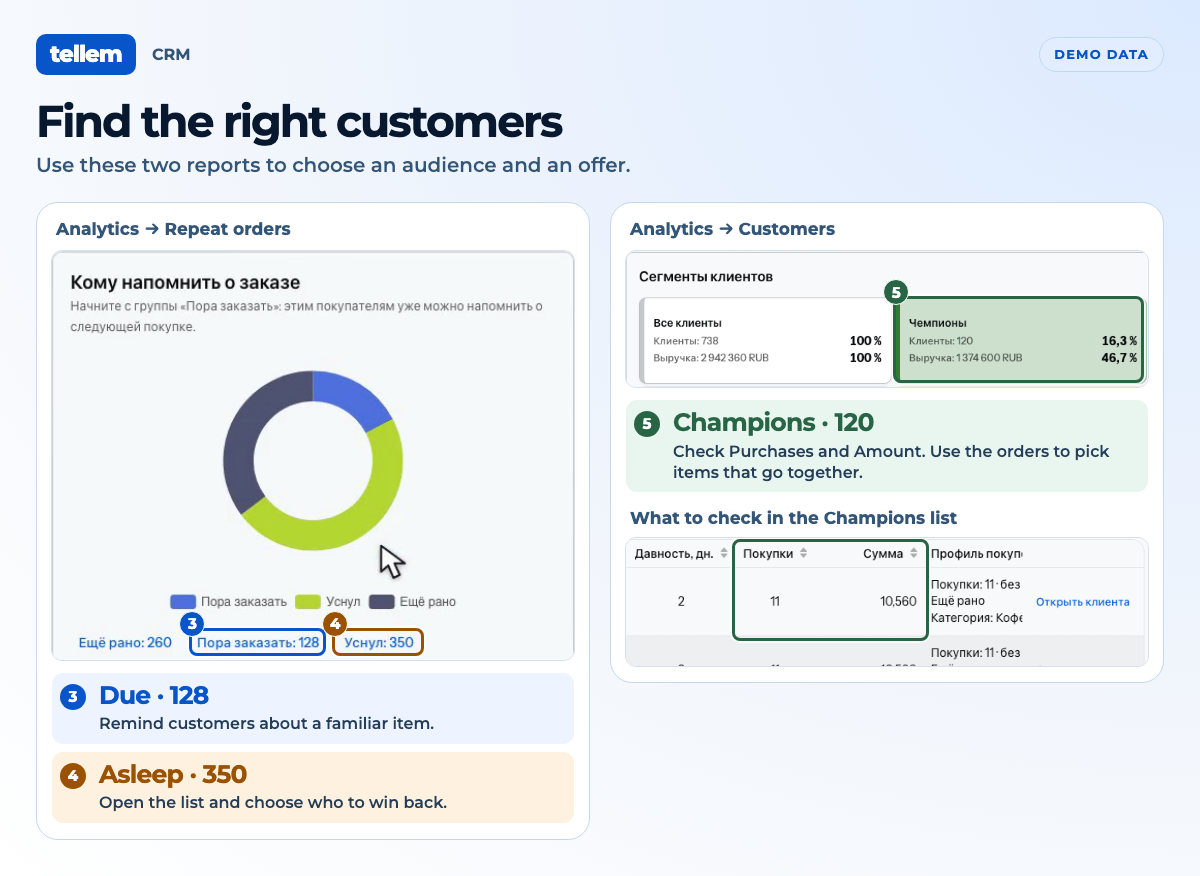 tellem CRM
DEMO DATA
Find the right customers
Use these two reports to choose an audience and an offer.
Analytics → Repeat orders
Кому напомнить о заказе
Начните с группы «Пора заказать»: этим покупателям уже можно напомнить о
следующей покупке.
Пора заказать Уснул Ещё рано
3 4
Ещё рано: 260 Пора заказать: 128 Уснул: 350
3 Due · 128
Remind customers about a familiar item.
4 Asleep · 350
Open the list and choose who to win back.
Analytics → Customers
Сегменты клиентов
5
Все клиенты
Клиенты: 738 100 %
Выручка: 2 942 360 RUB 100 %
Чемпионы
Клиенты: 120 16,3 %
Выручка: 1 374 600 RUB 46,7 %
5 Champions · 120
Check Purchases and Amount. Use the orders to pick
items that go together.
What to check in the Champions list
Давность, дн. Покупки Сумма Профиль покуп
2 11 10,560
Покупки: 11 · без
Ещё рано
Категория: Кофе
Открыть клиента
Покупки: 11 · без